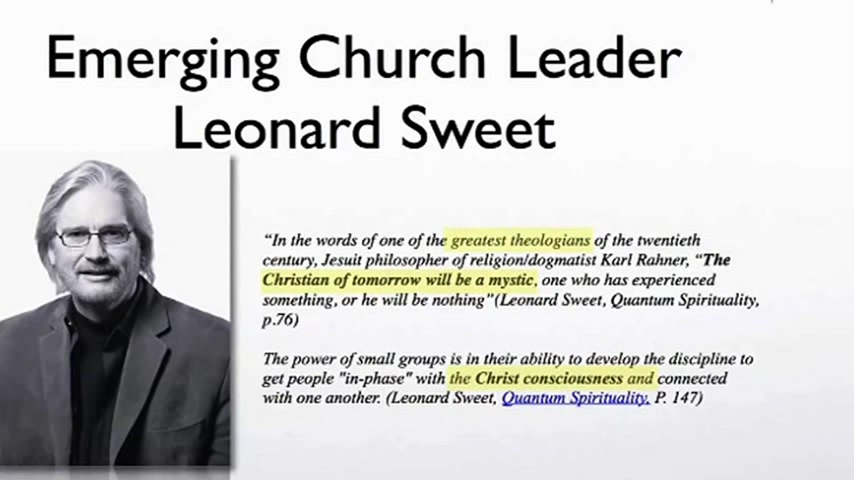 Emerging Church Leader
Leonard Sweet
“In the words of one of the greatest theologians of the twentieth
century, Jesuit philosopher of religion/dogmatist Karl Rahner, “The
Christian of tomorrow will be a mystic, one who has experienced
something, or he will be nothing”(Leonard Sweet, Quantum Spirituality,
p.76)
The power of small groups is in their ability to develop the discipline to
get people "in-phase" with the Christ consciousness and connected
with one another. (Leonard Sweet, Quantum Spirituality, P. 147)